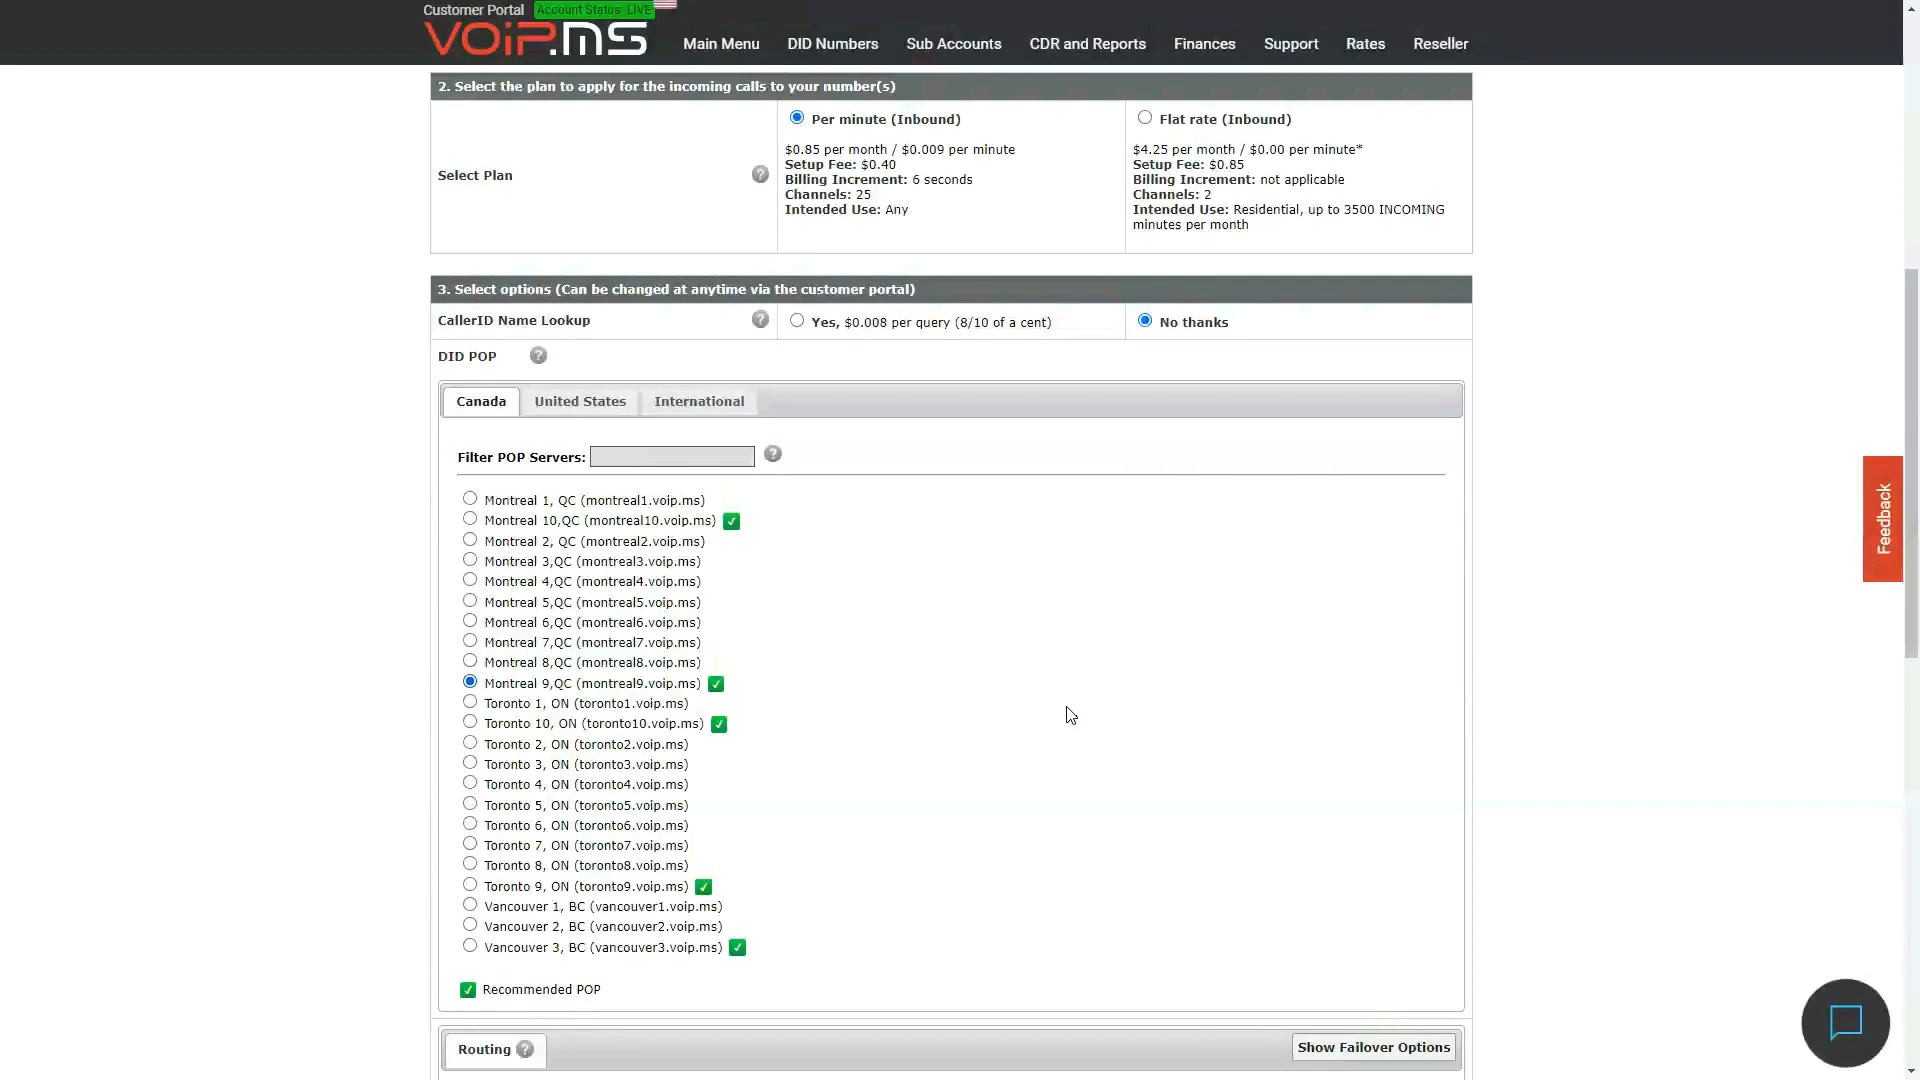 Customer Portal Account Status: LIVE
VOiP.MS
Main Menu DID Numbers Sub Accounts CDR and Reports Finances Support Rates Reseller
2. Select the plan to apply for the incoming calls to your number(s)
Select Plan ?
Per minute (Inbound)
$0.85 per month / $0.009 per minute
Setup Fee: $0.40
Billing Increment: 6 seconds
Channels: 25
Intended Use: Any
Flat rate (Inbound)
$4.25 per month / $0.00 per minute*
Setup Fee: $0.85
Billing Increment: not applicable
Channels: 2
Intended Use: Residential, up to 3500 INCOMING
minutes per month
3. Select options (Can be changed at anytime via the customer portal)
CallerID Name Lookup ? Yes, $0.008 per query (8/10 of a cent) No thanks
DID POP ?
Canada United States International
Filter POP Servers: ?
Montreal 1, QC (montreal1.voip.ms)
Montreal 10,QC (montreal10.voip.ms)
Montreal 2, QC (montreal2.voip.ms)
Montreal 3,QC (montreal3.voip.ms)
Montreal 4,QC (montreal4.voip.ms)
Montreal 5,QC (montreal5.voip.ms)
Montreal 6,QC (montreal6.voip.ms)
Montreal 7,QC (montreal7.voip.ms)
Montreal 8,QC (montreal8.voip.ms)
Montreal 9,QC (montreal9.voip.ms)
Toronto 1, ON (toronto1.voip.ms)
Toronto 10, ON (toronto10.voip.ms)
Toronto 2, ON (toronto2.voip.ms)
Toronto 3, ON (toronto3.voip.ms)
Toronto 4, ON (toronto4.voip.ms)
Toronto 5, ON (toronto5.voip.ms)
Toronto 6, ON (toronto6.voip.ms)
Toronto 7, ON (toronto7.voip.ms)
Toronto 8, ON (toronto8.voip.ms)
Toronto 9, ON (toronto9.voip.ms)
Vancouver 1, BC (vancouver1.voip.ms)
Vancouver 2, BC (vancouver2.voip.ms)
Vancouver 3, BC (vancouver3.voip.ms)
Recommended POP
Routing ? Show Failover Options
Feedback